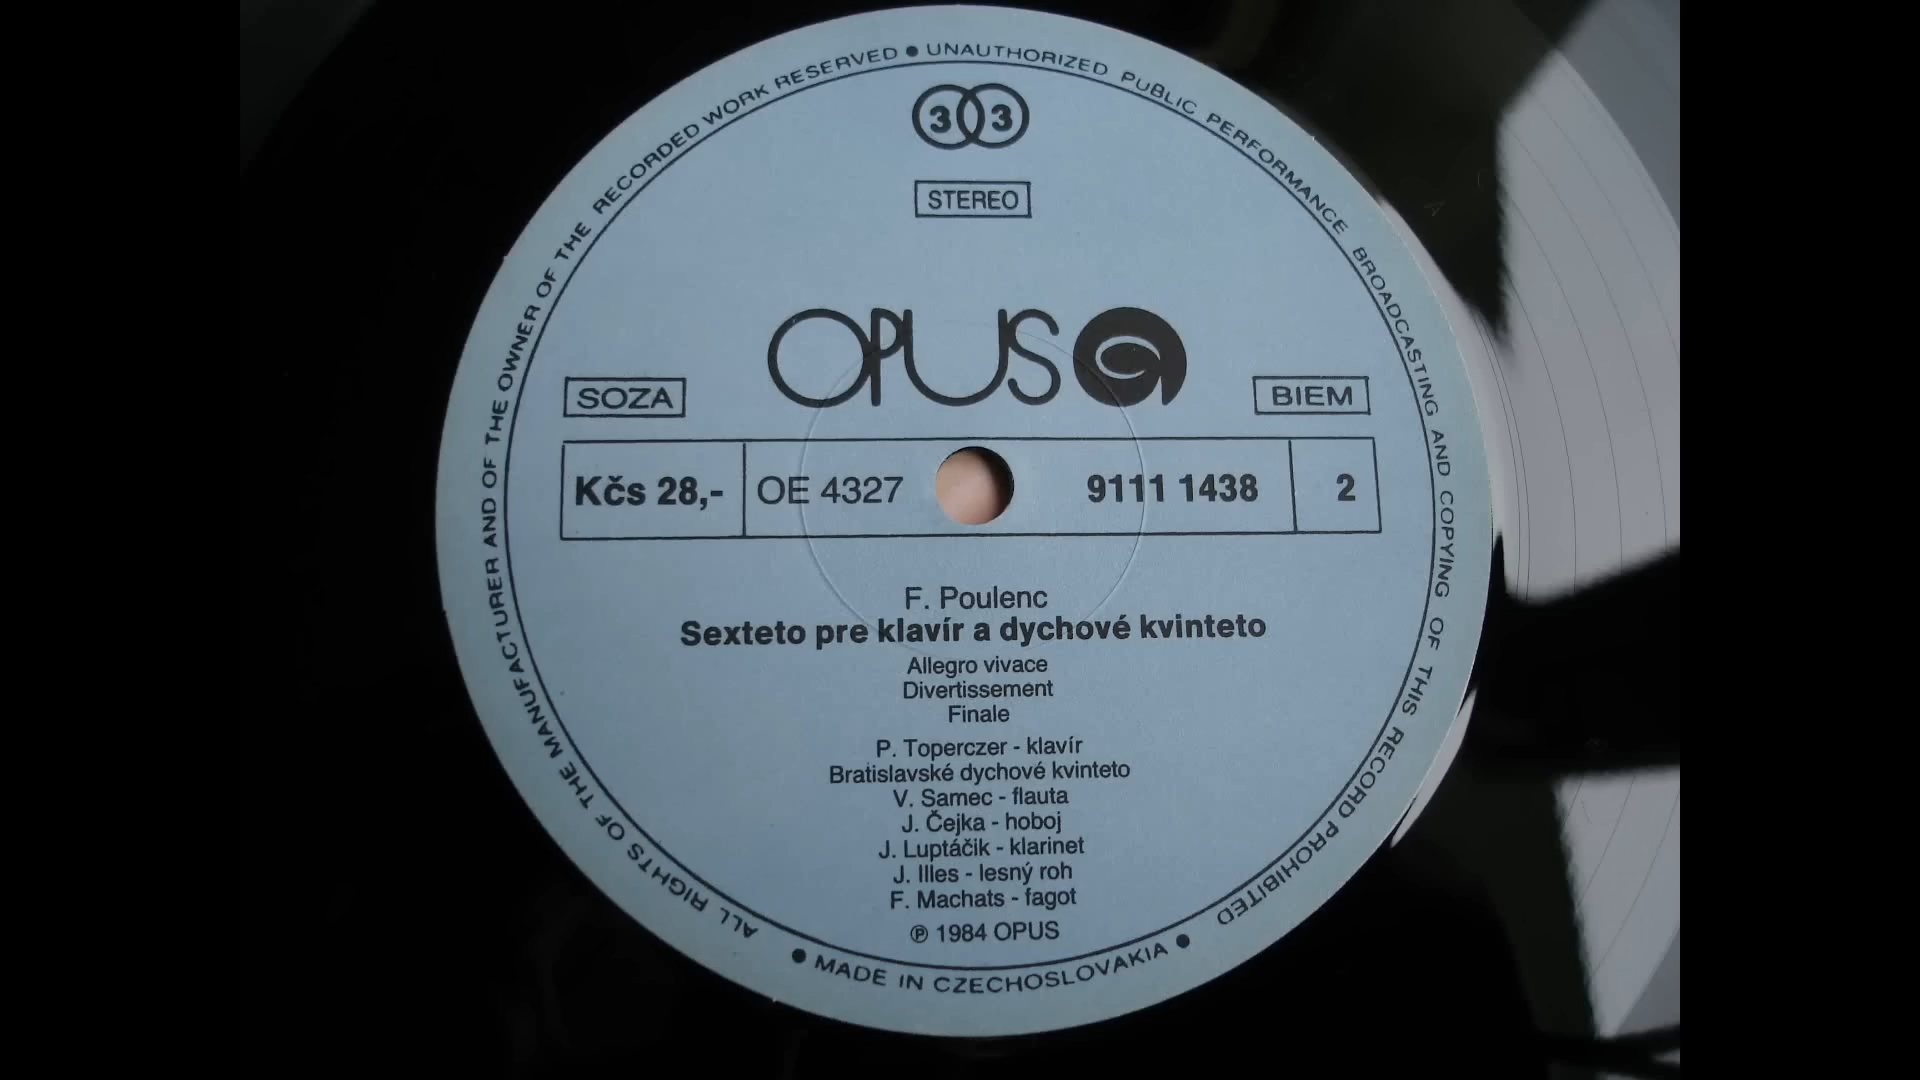 ALL RIGHTS OF THE MANUFACTURER AND OF THE OWNER OF THE RECORDED WORK RESERVED ● UNAUTHORIZED PUBLIC PERFORMANCE BROADCASTING AND COPYING OF THIS RECORD PROHIBITED
33
STEREO
OPUS
SOZA
BIEM
Kčs 28,- OE 4327 9111 1438 2
F. Poulenc
Sexteto pre klavír a dychové kvinteto
Allegro vivace
Divertissement
Finale
P. Toperczer - klavír
Bratislavské dychové kvinteto
V. Samec - flauta
J. Čejka - hoboj
J. Luptáčik - klarinet
J. Illes - lesný roh
F. Machats - fagot
℗ 1984 OPUS
● MADE IN CZECHOSLOVAKIA ●